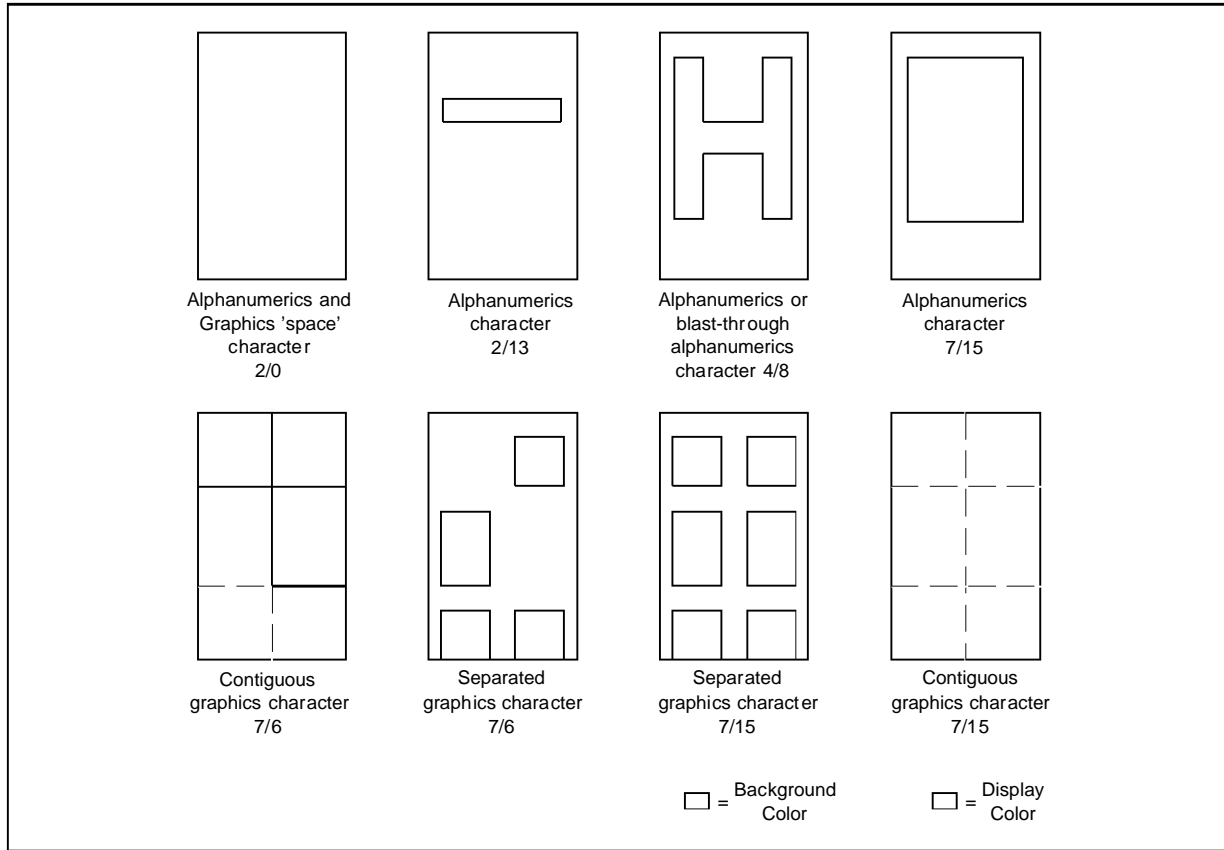 Alphanumerics and
Graphics ’space’
character
2/0
Alphanumerics
character
2/13
Alphanumerics or
blast-through
alphanumerics
character 4/8
Alphanumerics
character
7/15
Contiguous
graphics character
7/6
Separated
graphics character
7/6
Separated
graphics character
7/15
Contiguous
graphics character
7/15
= Background
Color
= Display
Color